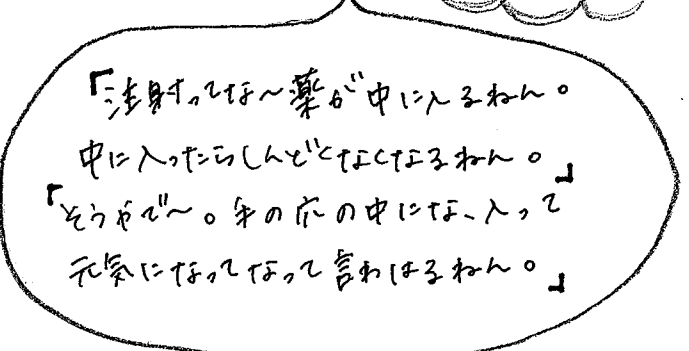 「注射ってな〜薬が中に入るねん。
中に入ったらしんどくなくなるねん。」
「そうやで〜。針の穴の中にな、入って
元気になってなって言わはるねん。」